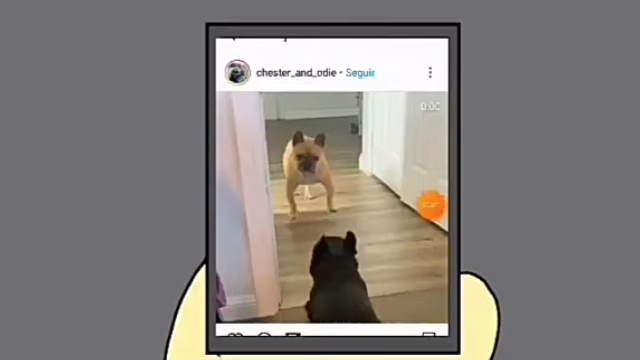 chester_and_odie • Seguir
0:00